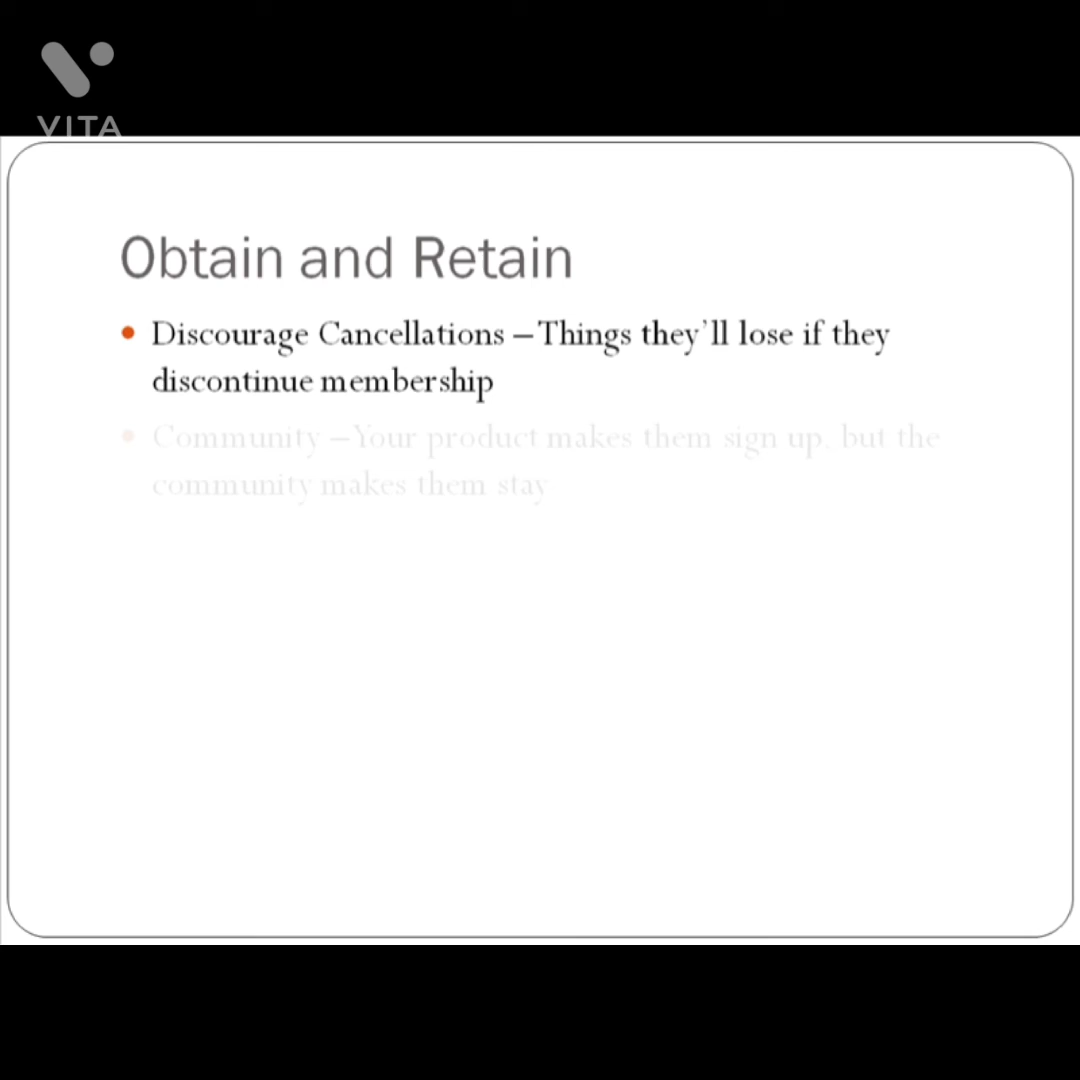 VITA
Obtain and Retain
Discourage Cancellations – Things they'll lose if they
discontinue membership
Community – Your product makes them sign up, but the
community makes them stay